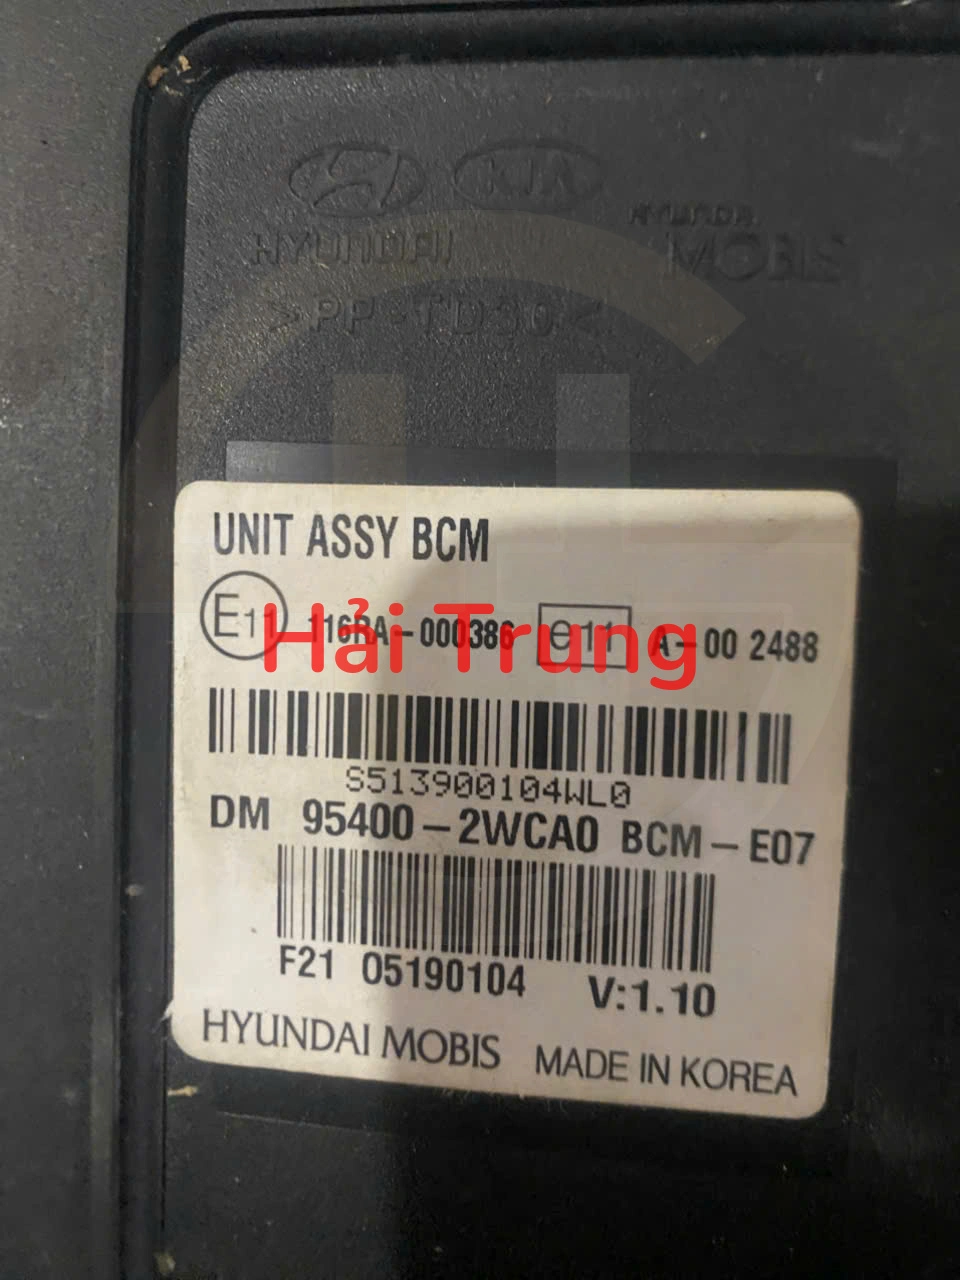 KIA
HYUNDAI
HYUNDAI
MOBIS
>PP-TD30<
UNIT ASSY BCM
E11 116RA-000386 e11 A-00 2488
Hải Trung
S513900104WL0
DM 95400-2WCA0 BCM-E07
F21 05190104 V:1.10
HYUNDAI MOBIS MADE IN KOREA